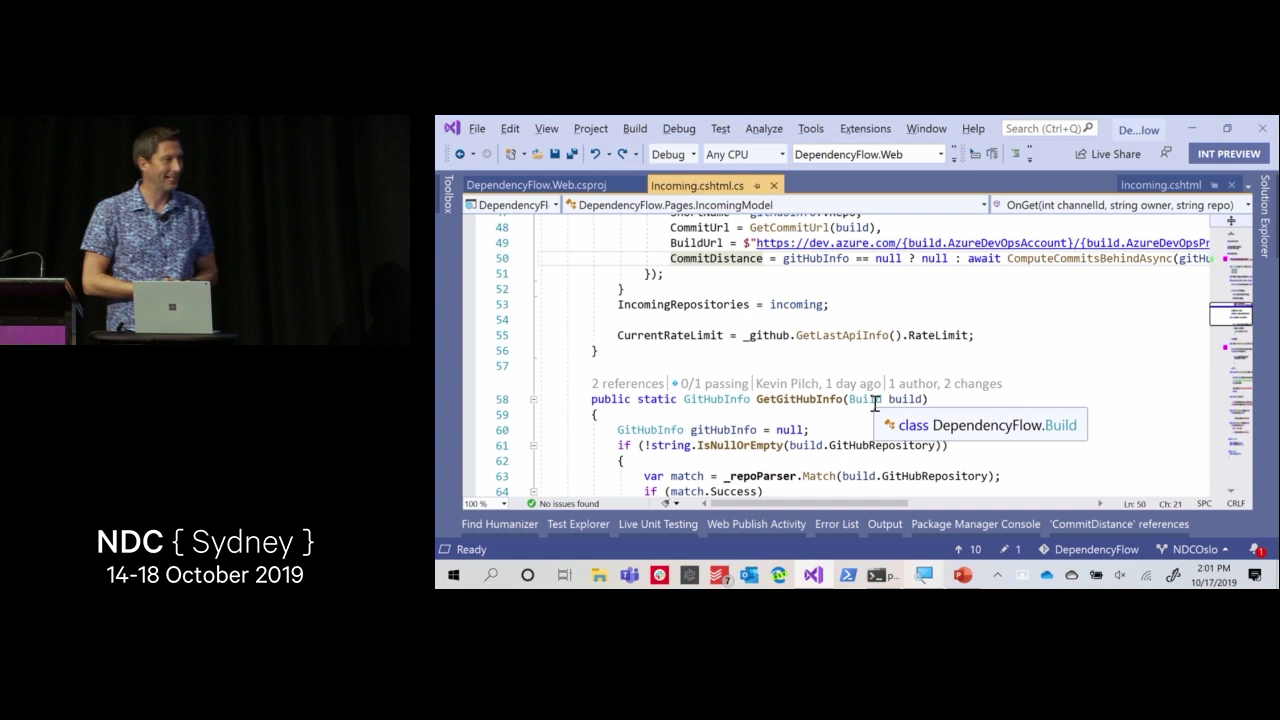 File Edit View Project Build Debug Test Analyze Tools Extensions Window Help Search (Ctrl+Q) De...low
Debug Any CPU DependencyFlow.Web Live Share INT PREVIEW
Toolbox
DependencyFlow.Web.csproj Incoming.cshtml.cs Incoming.cshtml
DependencyFl DependencyFlow.Pages.IncomingModel OnGet(int channelId, string owner, string repo)
Solution Explorer
48 CommitUrl = GetCommitUrl(build),
49 BuildUrl = $"https://dev.azure.com/{build.AzureDevOpsAccount}/{build.AzureDevOpsPr
50 CommitDistance = gitHubInfo == null ? null : await ComputeCommitsBehindAsync(gitHu
51 });
52 }
53 IncomingRepositories = incoming;
54
55 CurrentRateLimit = _github.GetLastApiInfo().RateLimit;
56 }
57
2 references | 0/1 passing | Kevin Pilch, 1 day ago | 1 author, 2 changes
58 public static GitHubInfo GetGitHubInfo(Build build)
59 {
class DependencyFlow.Build
60 GitHubInfo gitHubInfo = null;
61 if (!string.IsNullOrEmpty(build.GitHubRepository))
62 {
63 var match = _repoParser.Match(build.GitHubRepository);
64 if (match.Success)
100 % No issues found Ln: 50 Ch: 21 SPC CRLF
Find Humanizer Test Explorer Live Unit Testing Web Publish Activity Error List Output Package Manager Console 'CommitDistance' references
Ready 10 1 DependencyFlow NDCOslo 1
7 p... 2:01 PM
10/17/2019
NDC { Sydney }
14-18 October 2019